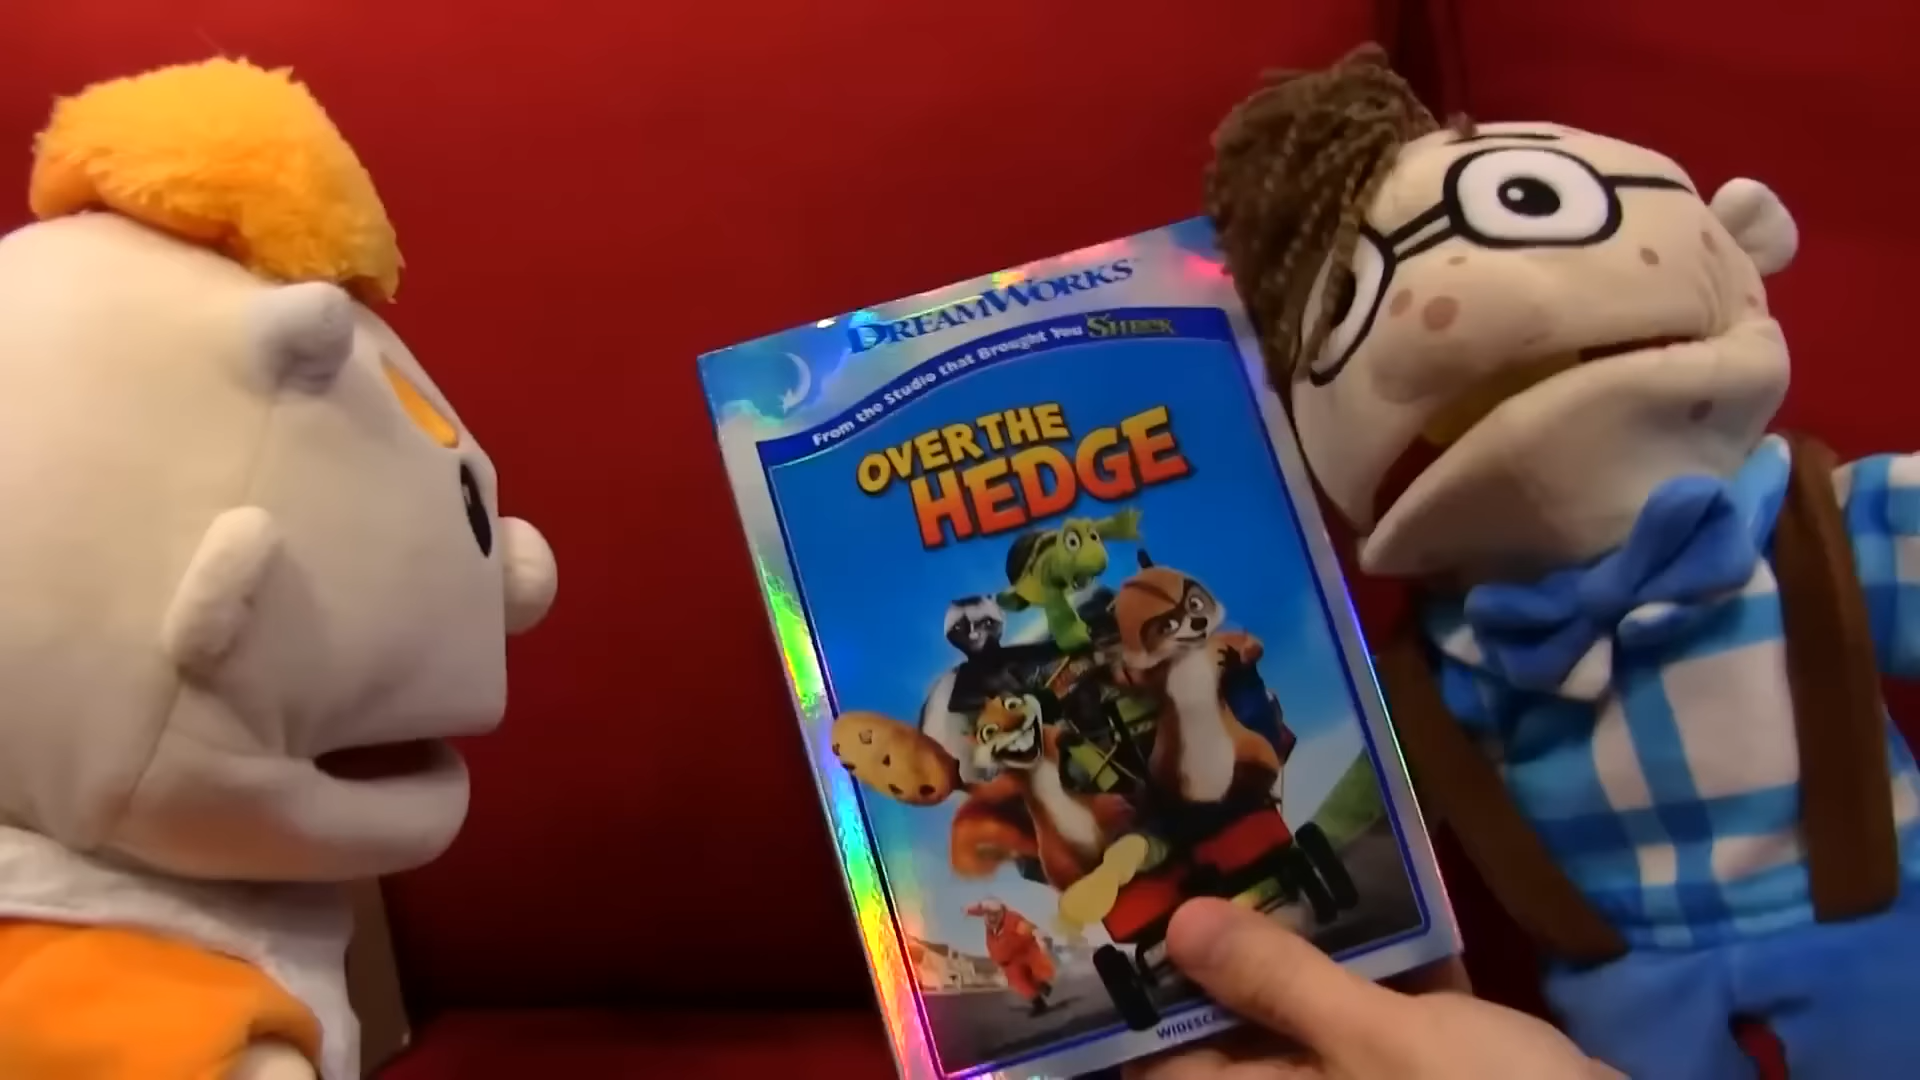 DREAMWORKS
From the Studio that Brought You SHREK
OVER THE
HEDGE